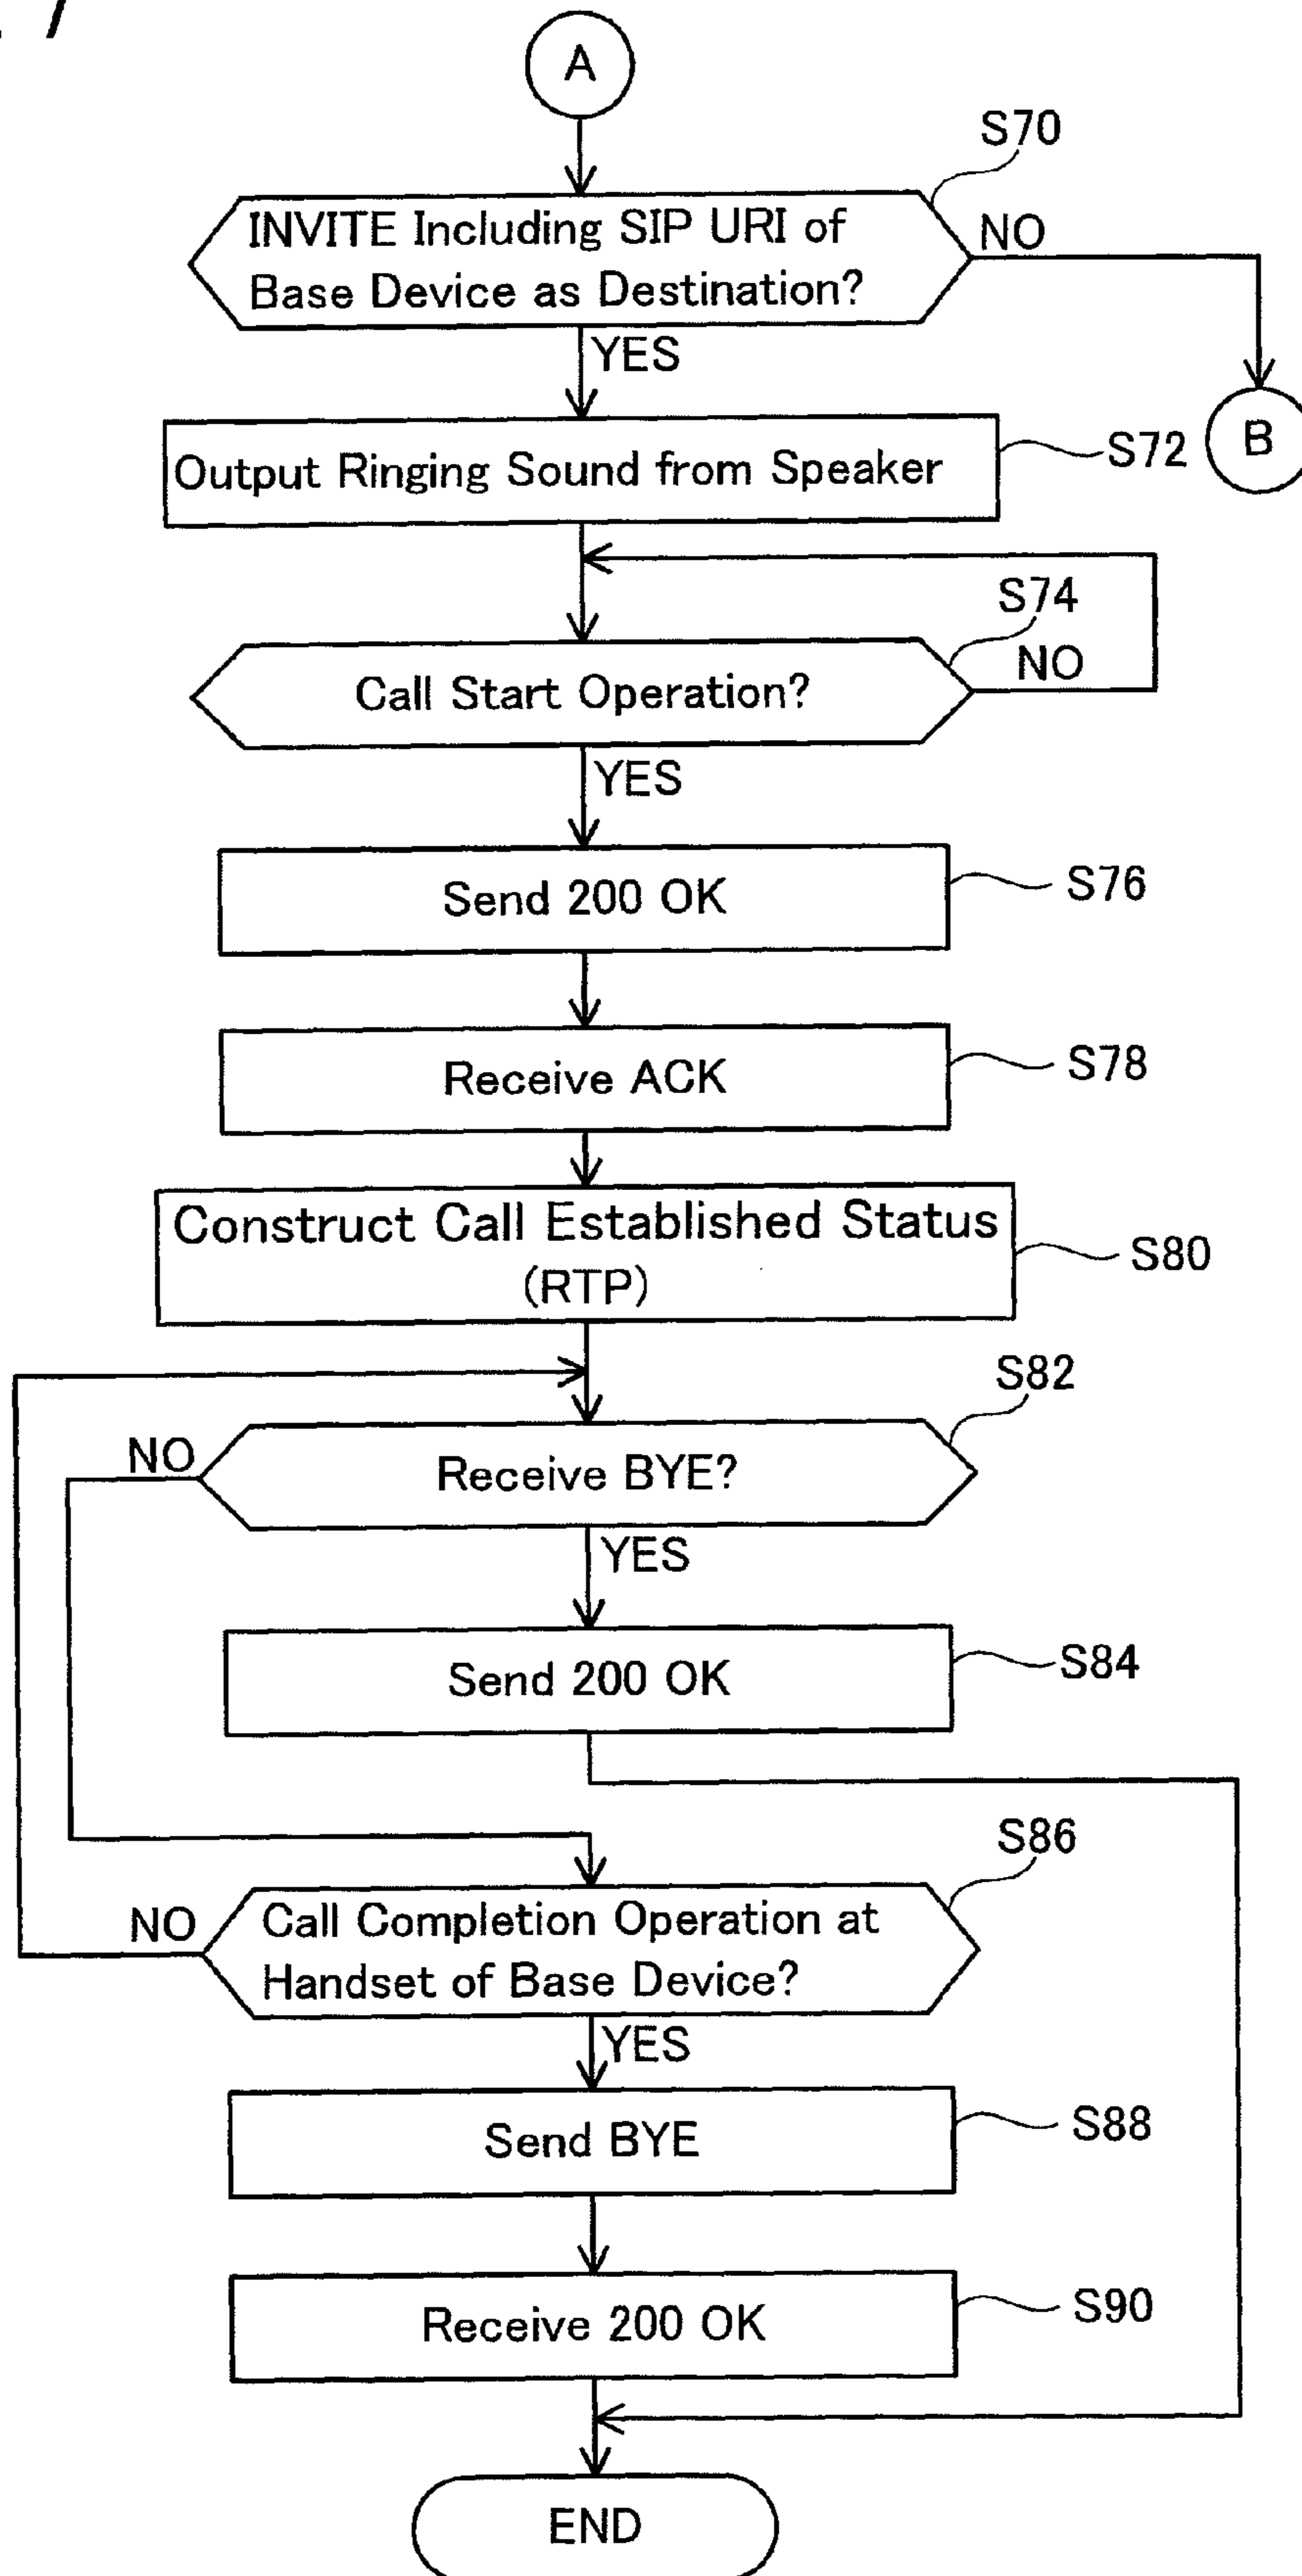 7
A
S70
INVITE Including SIP URI of
Base Device as Destination?
NO
YES
B
Output Ringing Sound from Speaker
S72
S74
Call Start Operation?
NO
YES
Send 200 OK
S76
Receive ACK
S78
Construct Call Established Status
(RTP)
S80
S82
NO
Receive BYE?
YES
Send 200 OK
S84
S86
NO
Call Completion Operation at
Handset of Base Device?
YES
Send BYE
S88
Receive 200 OK
S90
END